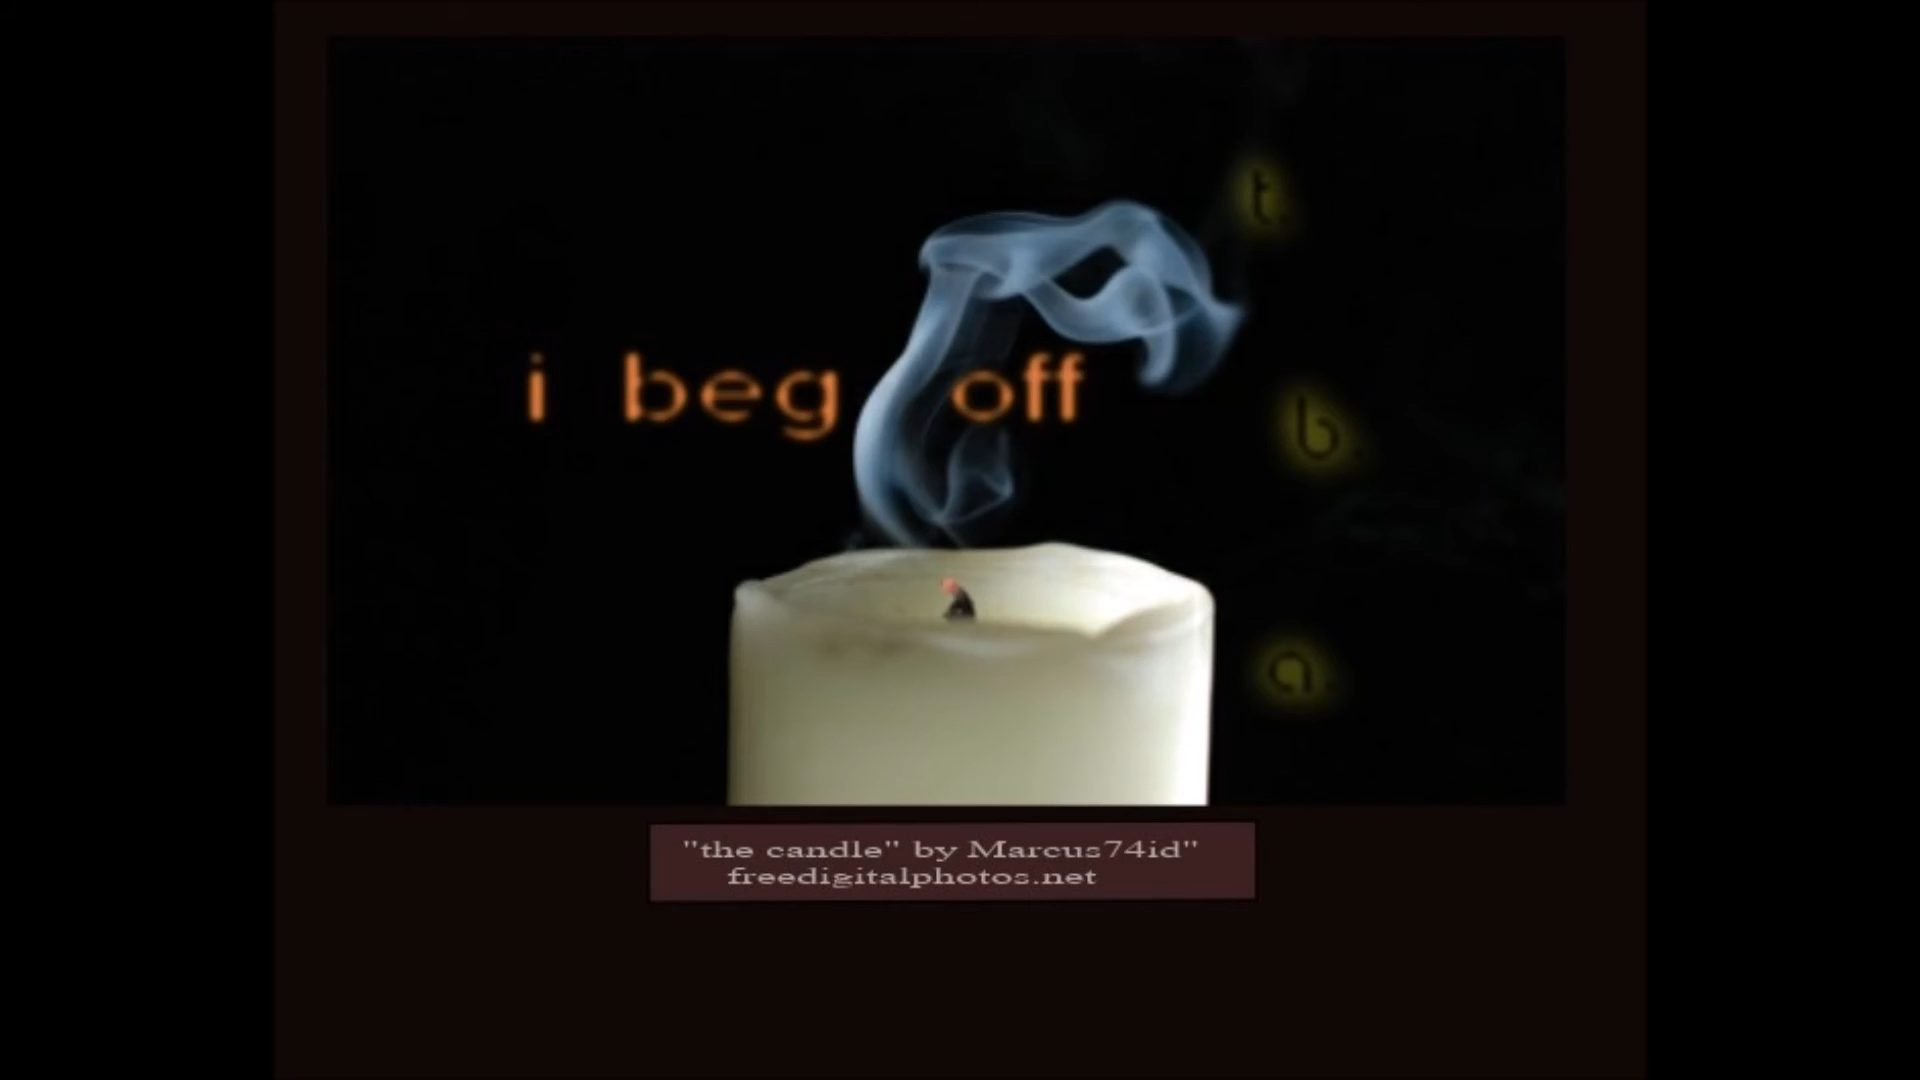 t.
i beg off
b.
a.
"the candle" by Marcus74id"
freedigitalphotos.net